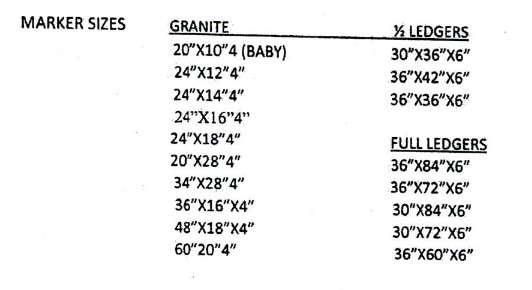 MARKER SIZES
GRANITE
20"X10"4 (BABY)
24"X12"4"
24"X14"4"
24"X16"4"
24"X18"4"
20"X28"4"
34"X28"4"
36"X16"X4"
48"X18"X4"
60"20"4"
½ LEDGERS
30"X36"X6"
36"X42"X6"
36"X36"X6"
FULL LEDGERS
36"X84"X6"
36"X72"X6"
30"X84"X6"
30"X72"X6"
36"X60"X6"